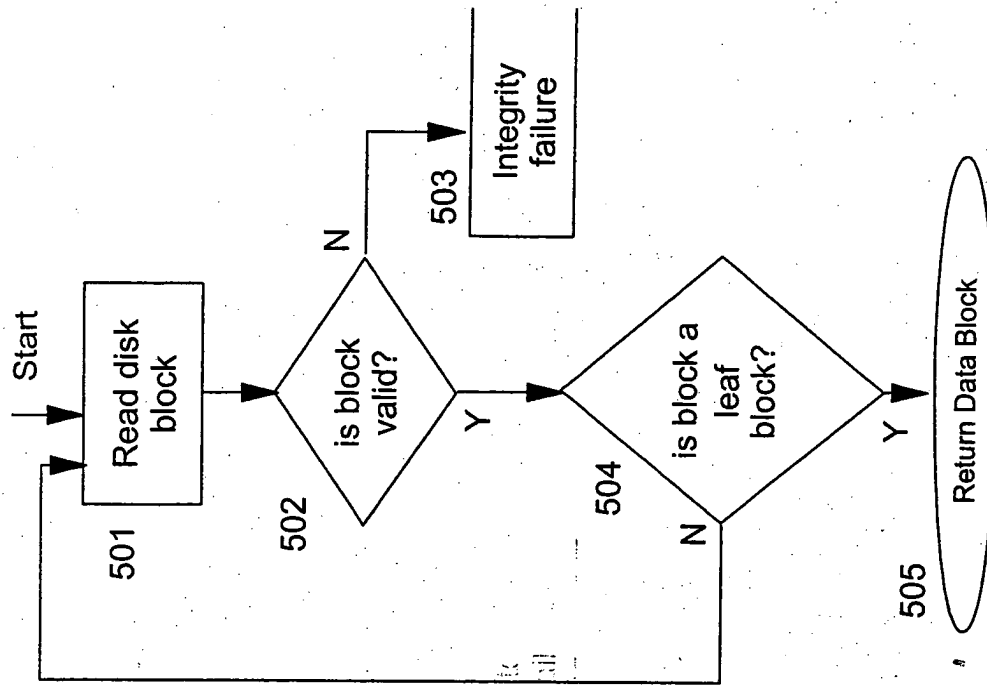 Start
Read disk
block
501
is block
valid?
502
N
Y
503
Integrity
failure
is block a
leaf
block?
504
N
Y
Return Data Block
505